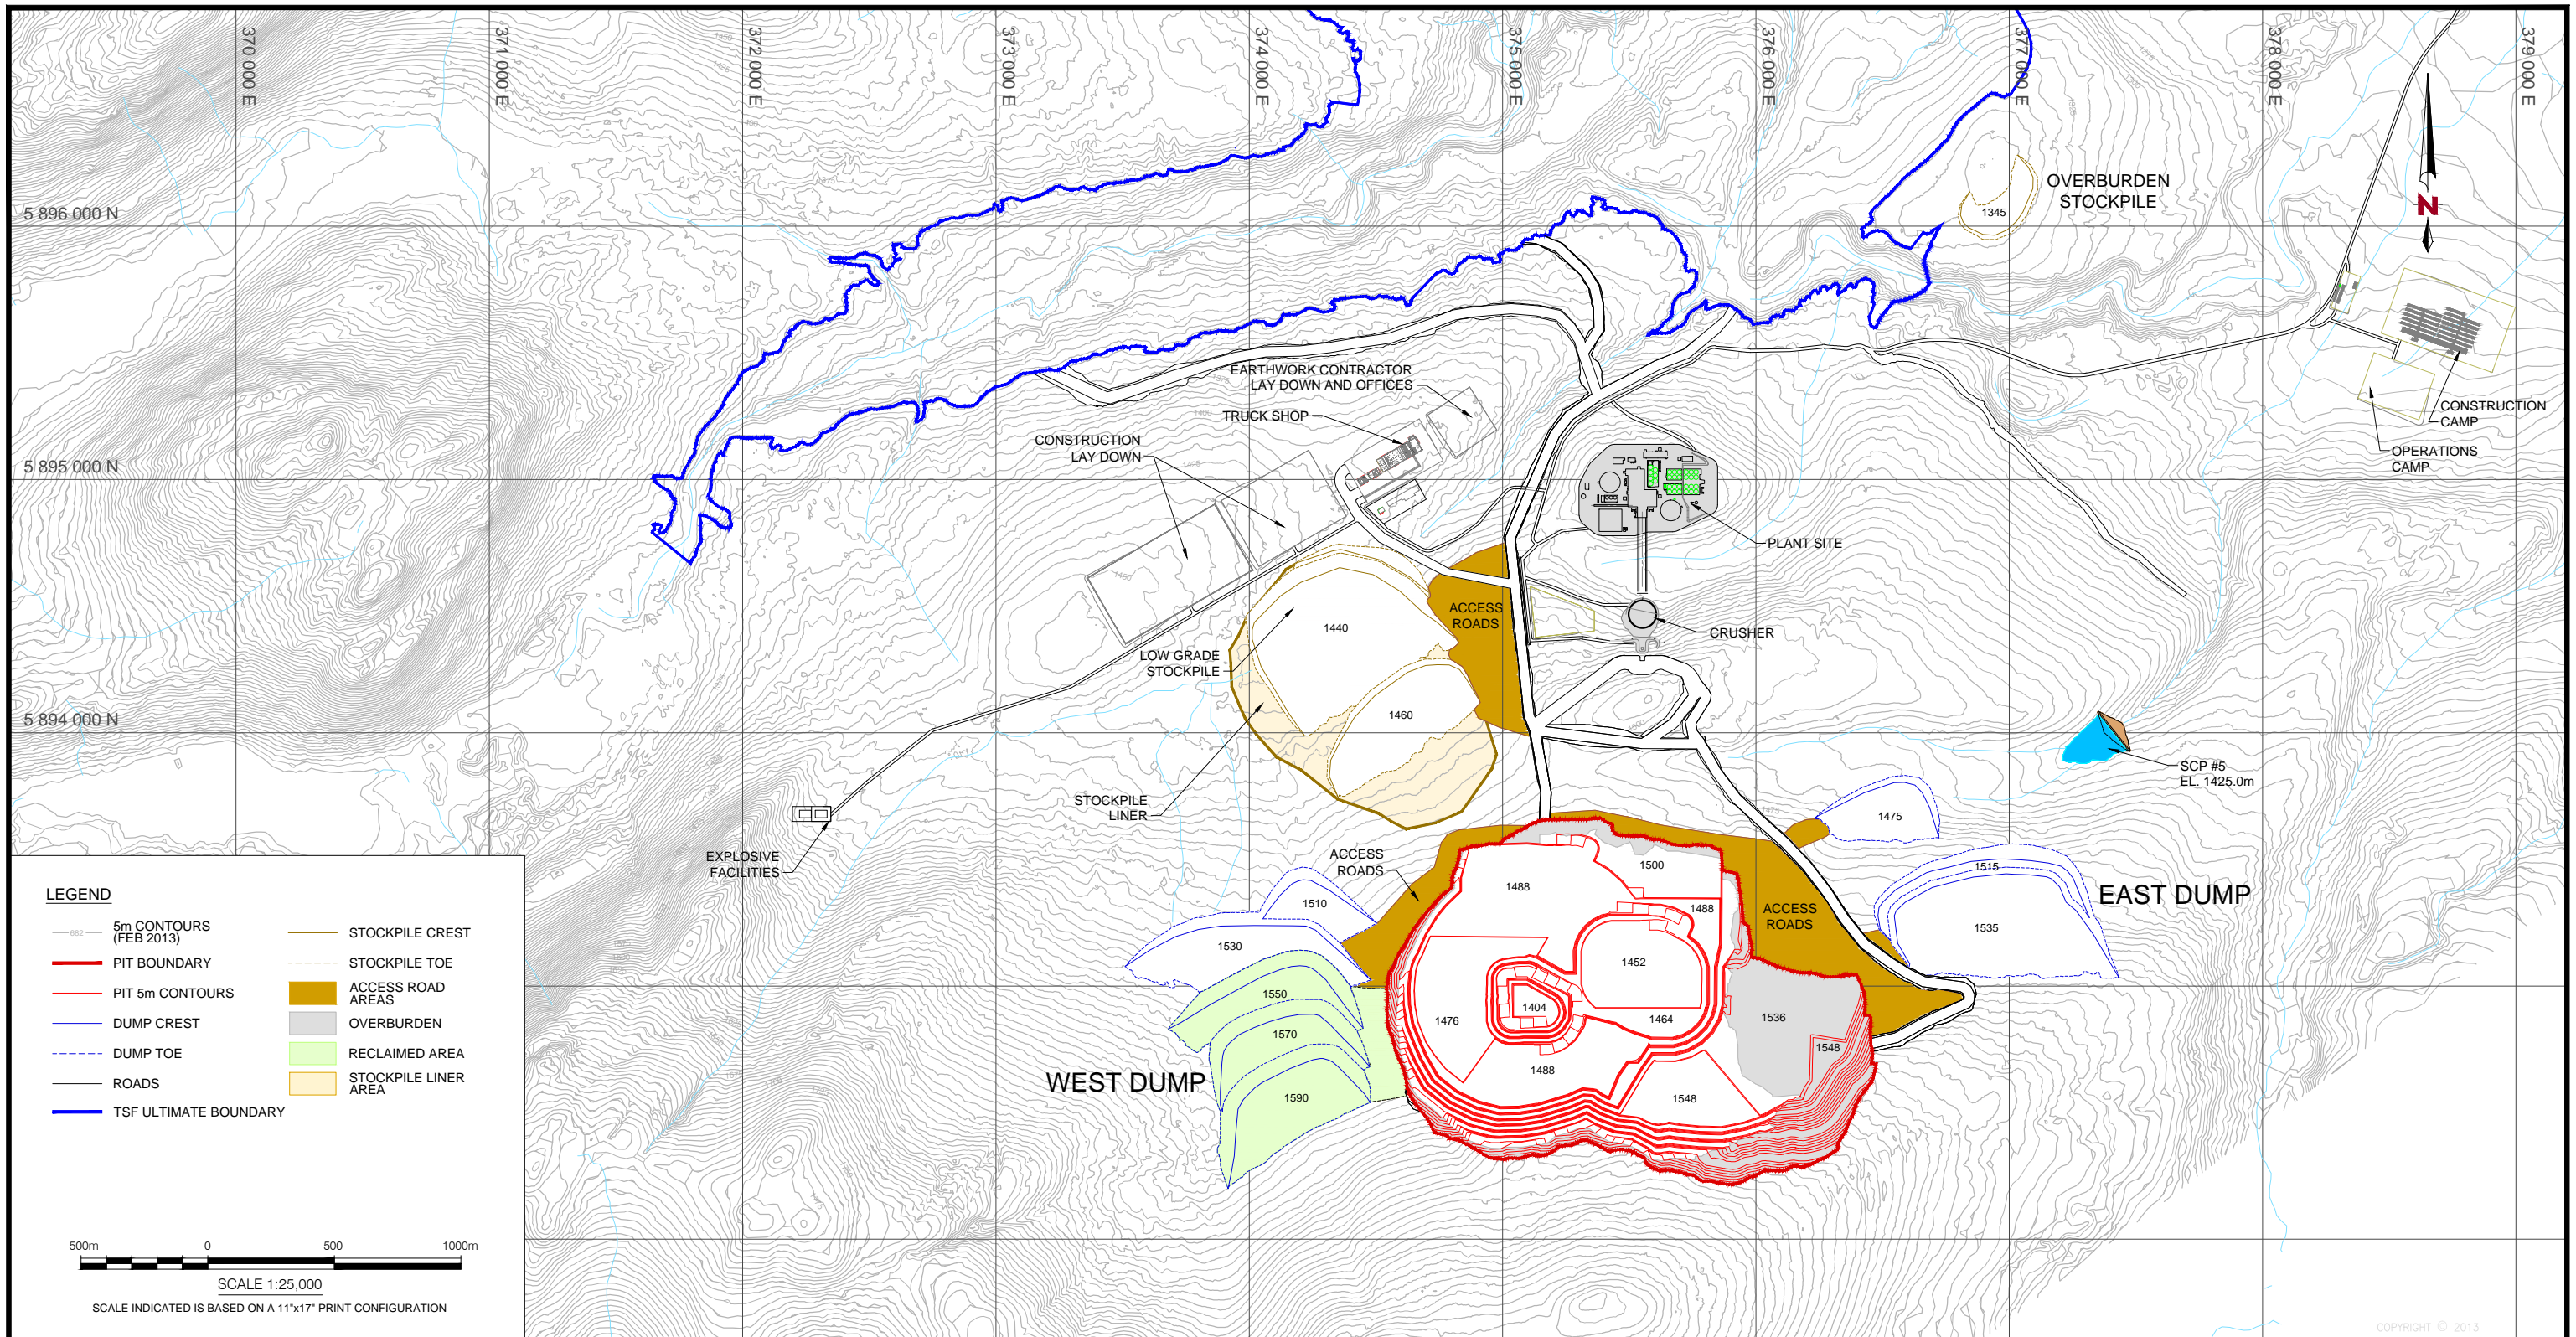 370 000 E
371 000 E
372 000 E
373 000 E
374 000 E
375 000 E
376 000 E
377 000 E
378 000 E
379 000 E
5 896 000 N
5 895 000 N
5 894 000 N
OVERBURDEN
STOCKPILE
1345
N
EARTHWORK CONTRACTOR
LAY DOWN AND OFFICES
TRUCK SHOP
CONSTRUCTION
LAY DOWN
CONSTRUCTION
CAMP
OPERATIONS
CAMP
PLANT SITE
CRUSHER
ACCESS
ROADS
1440
LOW GRADE
STOCKPILE
1460
STOCKPILE
LINER
SCP #5
EL. 1425.0m
EXPLOSIVE
FACILITIES
ACCESS
ROADS
1475
1515
1535
EAST DUMP
ACCESS
ROADS
1500
1488
1488
1452
1404
1476
1464
1488
1536
1548
1548
1510
1530
1550
1570
1590
WEST DUMP
LEGEND
682
5m CONTOURS
(FEB 2013)
PIT BOUNDARY
PIT 5m CONTOURS
DUMP CREST
DUMP TOE
ROADS
TSF ULTIMATE BOUNDARY
STOCKPILE CREST
STOCKPILE TOE
ACCESS ROAD
AREAS
OVERBURDEN
RECLAIMED AREA
STOCKPILE LINER
AREA
500m 0 500 1000m
SCALE 1:25,000
SCALE INDICATED IS BASED ON A 11"x17" PRINT CONFIGURATION
COPYRIGHT © 2013